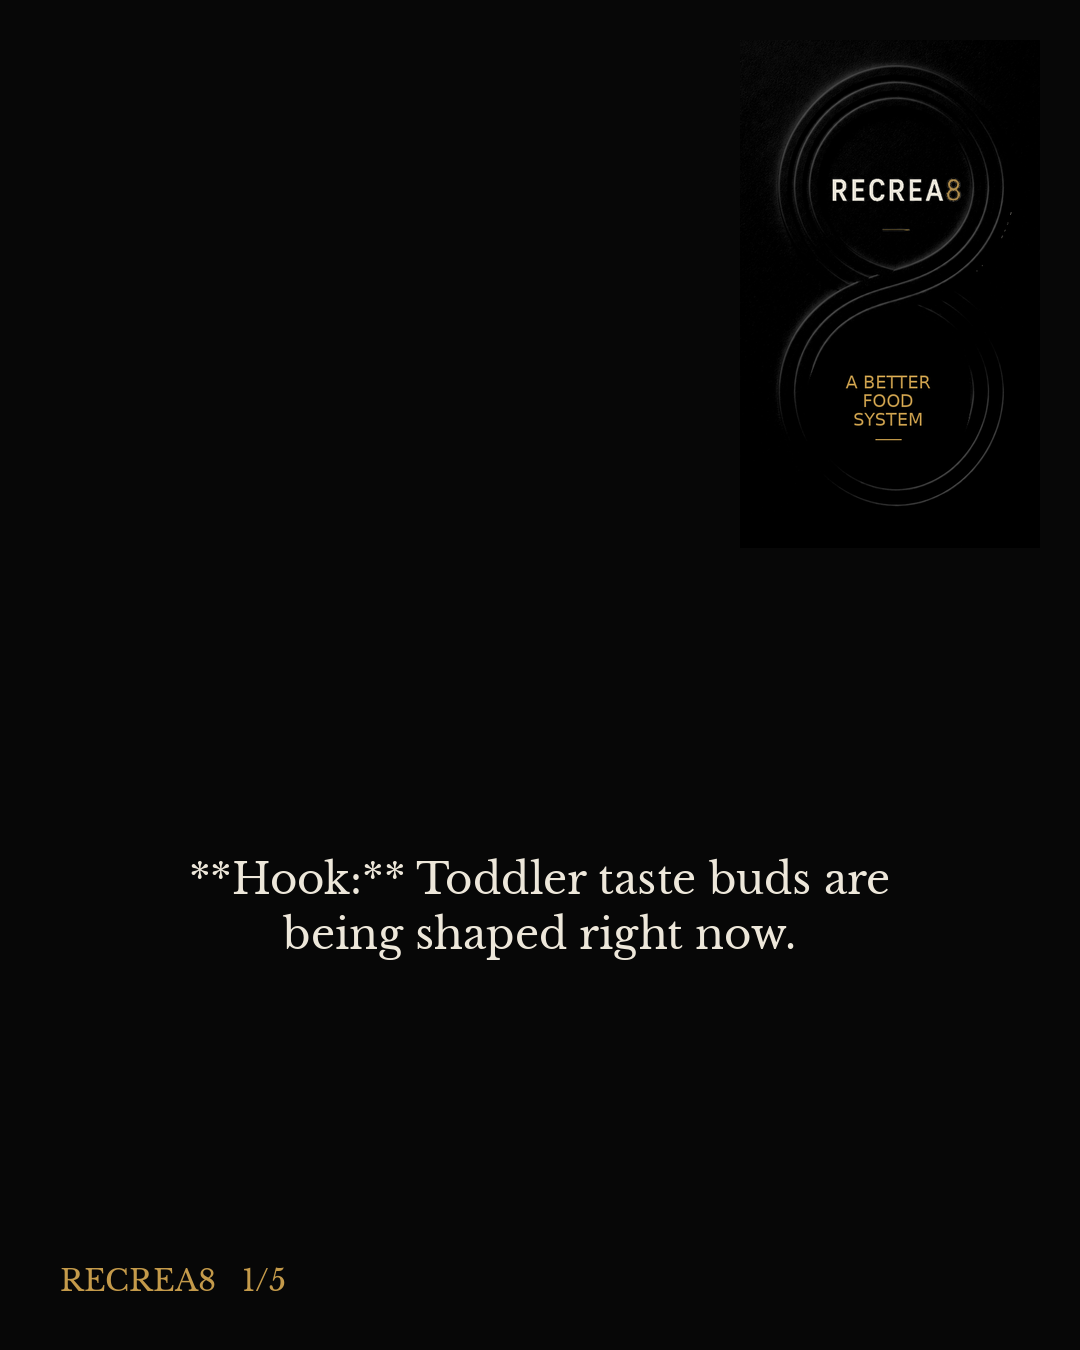 RECREA8
A BETTER
FOOD
SYSTEM
**Hook:** Toddler taste buds are
being shaped right now.
RECREA8 1/5